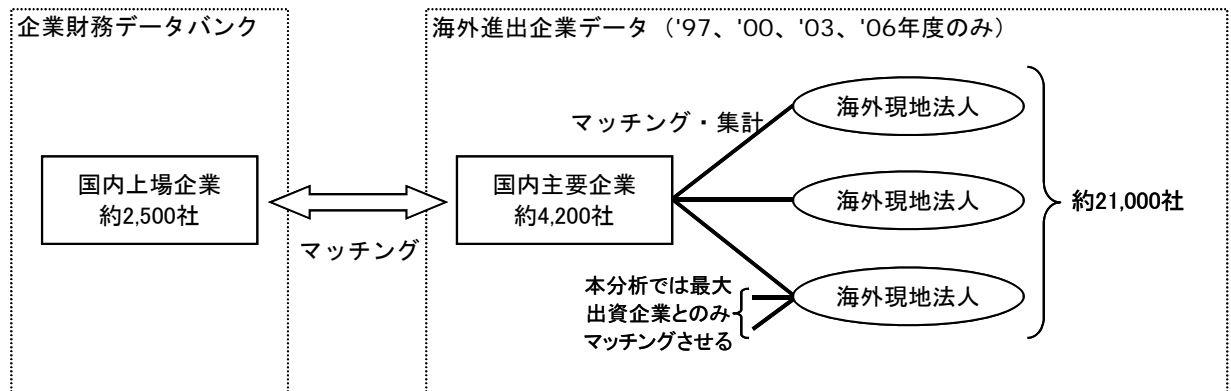 企業財務データバンク
海外進出企業データ（'97、'00、'03、'06年度のみ）
国内上場企業
約2,500社
マッチング
国内主要企業
約4,200社
マッチング・集計
海外現地法人
海外現地法人
海外現地法人
約21,000社
本分析では最大
出資企業とのみ
マッチングさせる